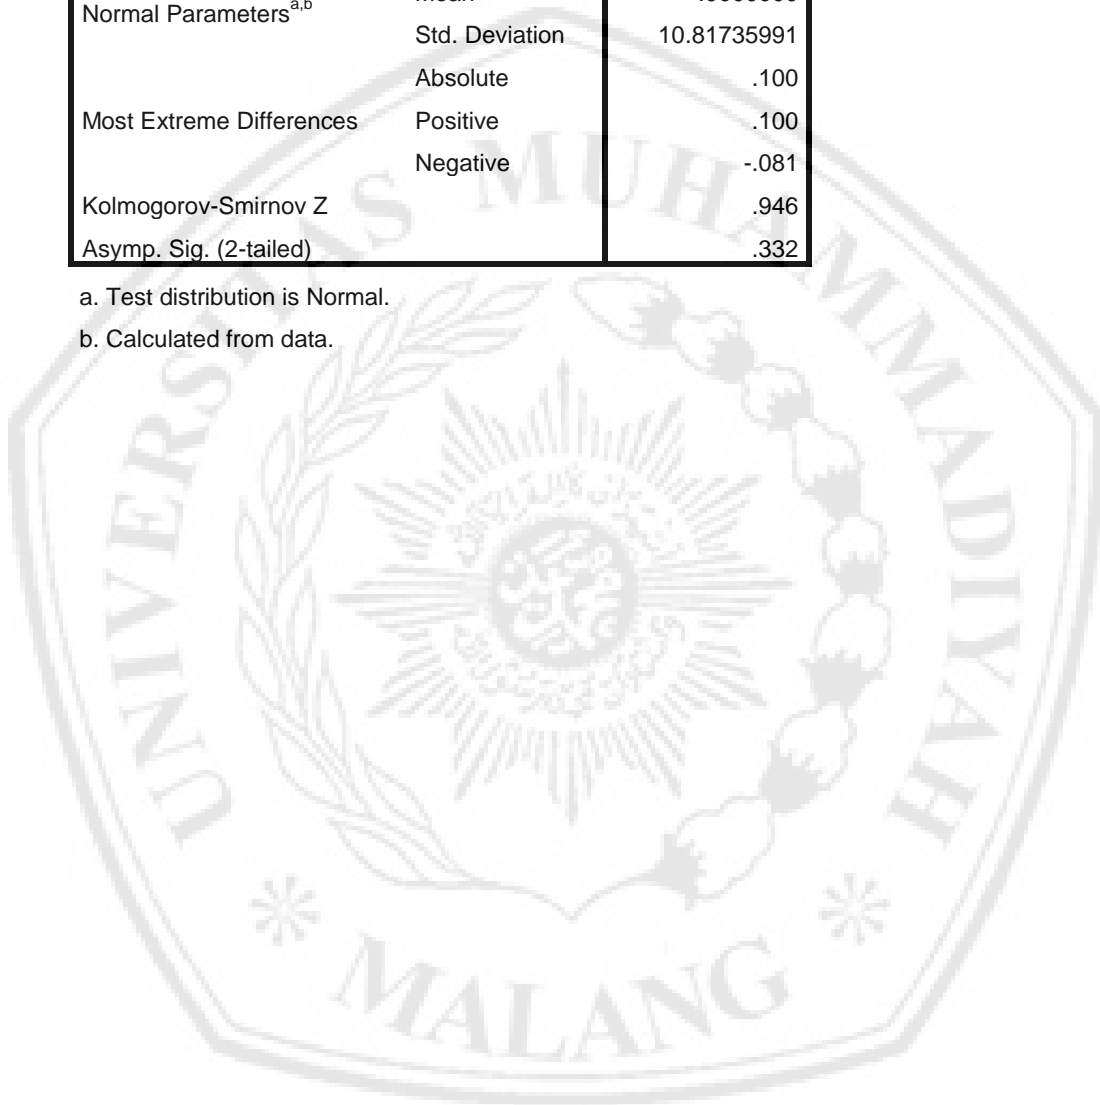 Normal Parametersa,b
Std. Deviation 10.81735991
Absolute .100
Most Extreme Differences Positive .100
Negative -.081
Kolmogorov-Smirnov Z .946
Asymp. Sig. (2-tailed) .332
a. Test distribution is Normal.
b. Calculated from data.
UNIVERSITAS MUHAMMADIYAH
MALANG